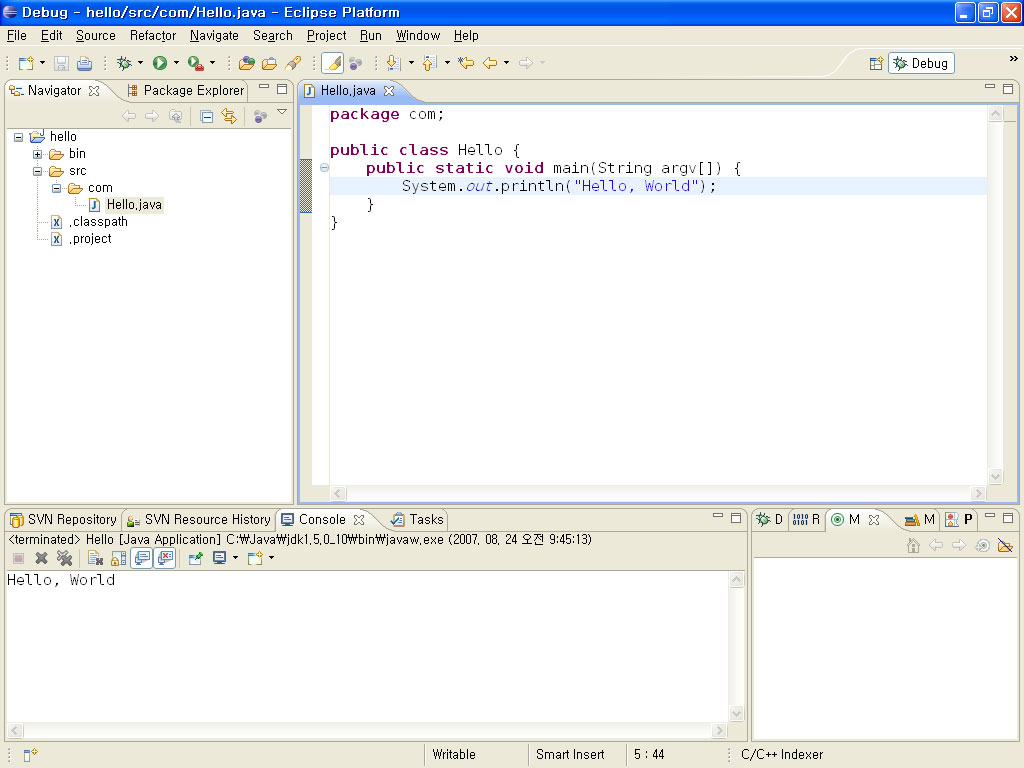 Debug - hello/src/com/Hello.java - Eclipse Platform
File Edit Source Refactor Navigate Search Project Run Window Help
Debug
»
Navigator Package Explorer
hello
bin
src
com
Hello.java
.classpath
.project
Hello.java
package com;
public class Hello {
public static void main(String argv[]) {
System.out.println("Hello, World");
}
}
SVN Repository SVN Resource History Console Tasks
<terminated> Hello [Java Application] C:₩Java₩jdk1.5.0_10₩bin₩javaw.exe (2007. 08. 24 오전 9:45:13)
Hello, World
D R M M P
Writable Smart Insert 5 : 44 C/C++ Indexer